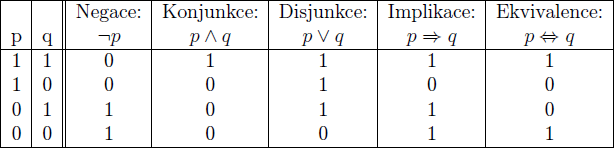 Negace: Konjunkce: Disjunkce: Implikace: Ekvivalence:
p q ¬p p ∧ q p ∨ q p ⇒ q p ⇔ q
1 1 0 1 1 1 1
1 0 0 0 1 0 0
0 1 1 0 1 1 0
0 0 1 0 0 1 1